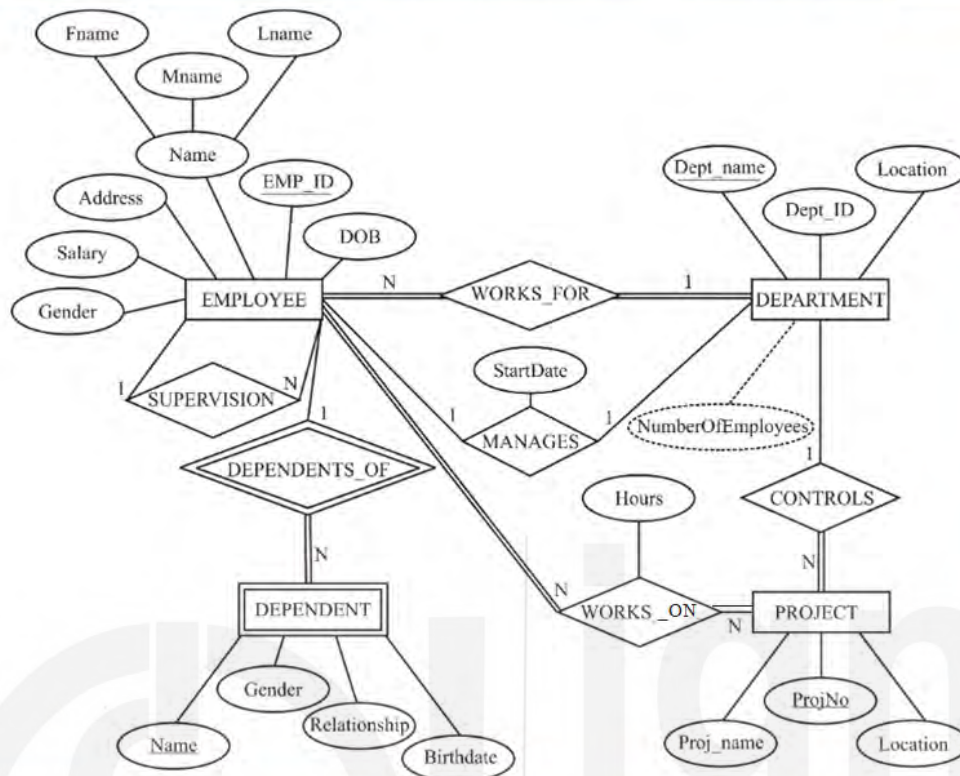 Fname
Lname
Mname
Name
Address
EMP_ID
DOB
Salary
Gender
EMPLOYEE
N
WORKS_FOR
1
Dept_name
Dept_ID
Location
DEPARTMENT
1
SUPERVISION
N
1
StartDate
1
MANAGES
1
NumberOfEmployees
DEPENDENTS_OF
1
CONTROLS
N
Hours
N
DEPENDENT
N
WORKS_ON
N
PROJECT
Name
Gender
Relationship
Birthdate
Proj_name
ProjNo
Location
ignu